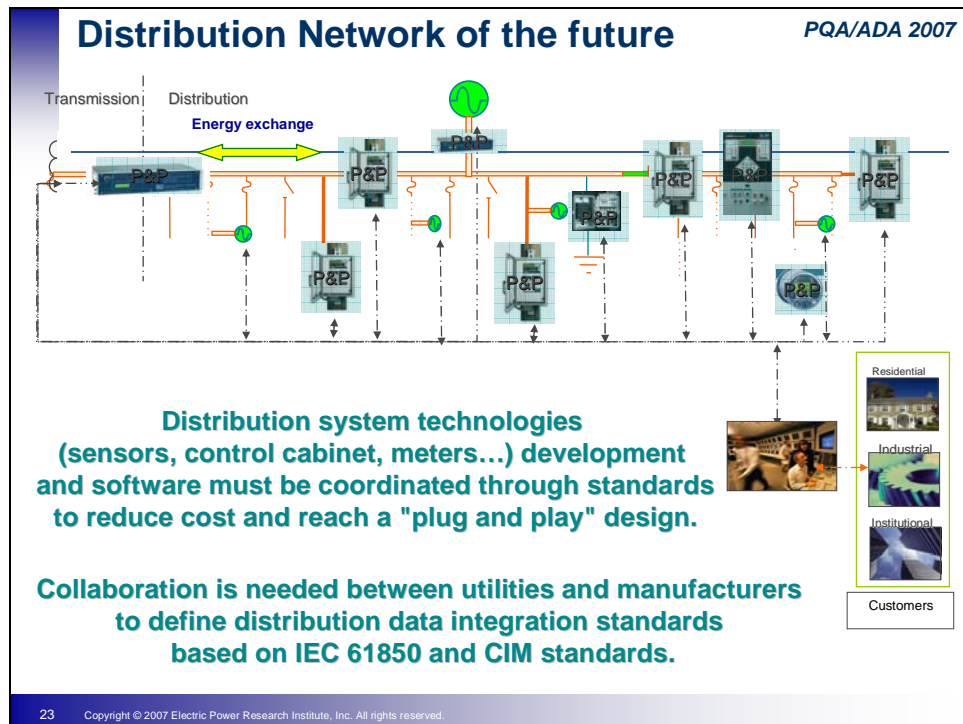 Distribution Network of the future
PQA/ADA 2007
Transmission
Distribution
Energy exchange
P&P
P&P
P&P
P&P
P&P
P&P
P&P
P&P
P&P
P&P
Residential
Industrial
Institutional
Customers
Distribution system technologies
(sensors, control cabinet, meters…) development
and software must be coordinated through standards
to reduce cost and reach a "plug and play" design.
Collaboration is needed between utilities and manufacturers
to define distribution data integration standards
based on IEC 61850 and CIM standards.
23
Copyright © 2007 Electric Power Research Institute, Inc. All rights reserved.